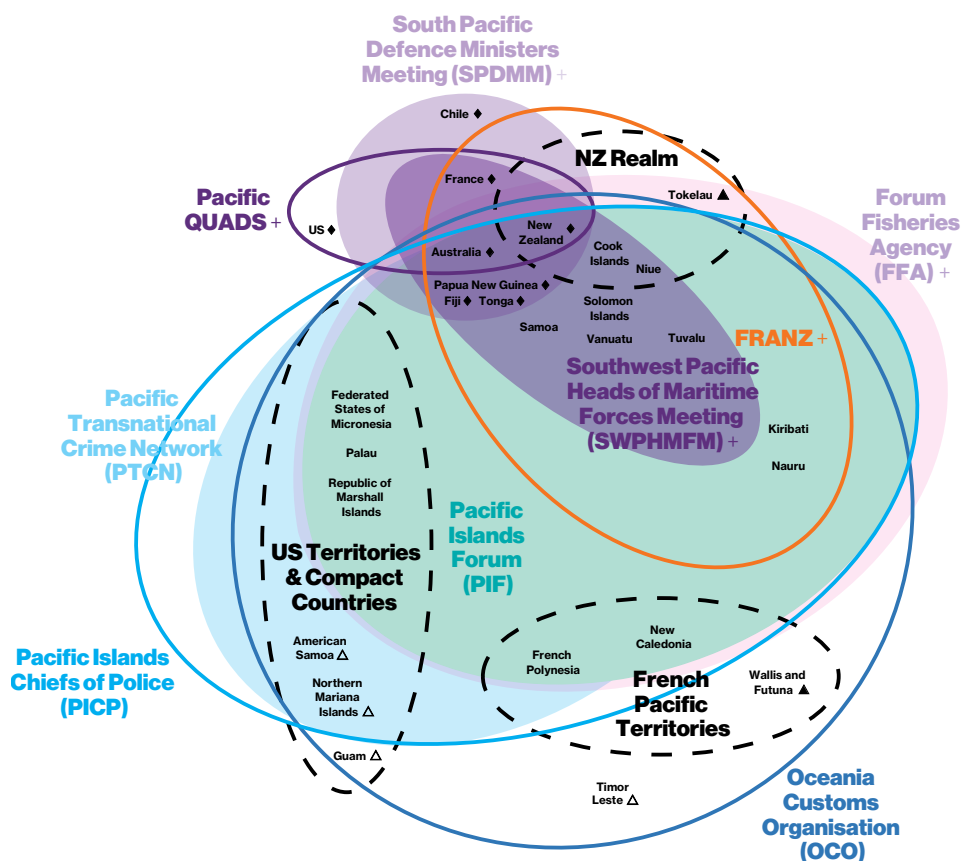 South Pacific
Defence Ministers
Meeting (SPDMM) +
Chile ♦
NZ Realm
Pacific
QUADS +
France ♦
Tokelau ▲
Forum
Fisheries
Agency
(FFA) +
US ♦
New
Zealand ♦
Australia ♦
Cook
Islands
Niue
Papua New Guinea ♦
Fiji ♦ Tonga ♦
Solomon
Islands
Samoa
Vanuatu
Tuvalu
FRANZ +
Southwest Pacific
Heads of Maritime
Forces Meeting
(SWPHMFM) +
Pacific
Transnational
Crime Network
(PTCN)
Federated
States of
Micronesia
Palau
Republic of
Marshall
Islands
Kiribati
Nauru
Pacific
Islands
Forum
(PIF)
US Territories
& Compact
Countries
American
Samoa △
Northern
Mariana
Islands △
Guam △
Pacific Islands
Chiefs of Police
(PICP)
New
Caledonia
French
Polynesia
Wallis and
Futuna ▲
French
Pacific
Territories
Timor
Leste △
Oceania
Customs
Organisation
(OCO)